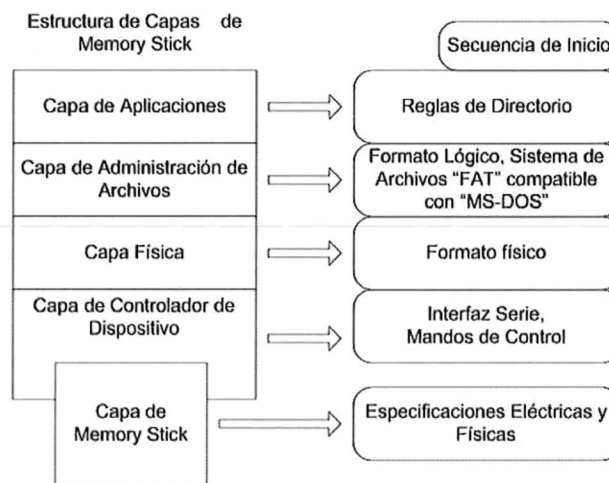 Estructura de Capas de
Memory Stick
Secuencia de Inicio
Capa de Aplicaciones
Reglas de Directorio
Capa de Administración de
Archivos
Formato Lógico, Sistema de
Archivos "FAT" compatible
con "MS-DOS"
Capa Física
Formato físico
Capa de Controlador de
Dispositivo
Interfaz Serie,
Mandos de Control
Capa de
Memory Stick
Especificaciones Eléctricas y
Físicas